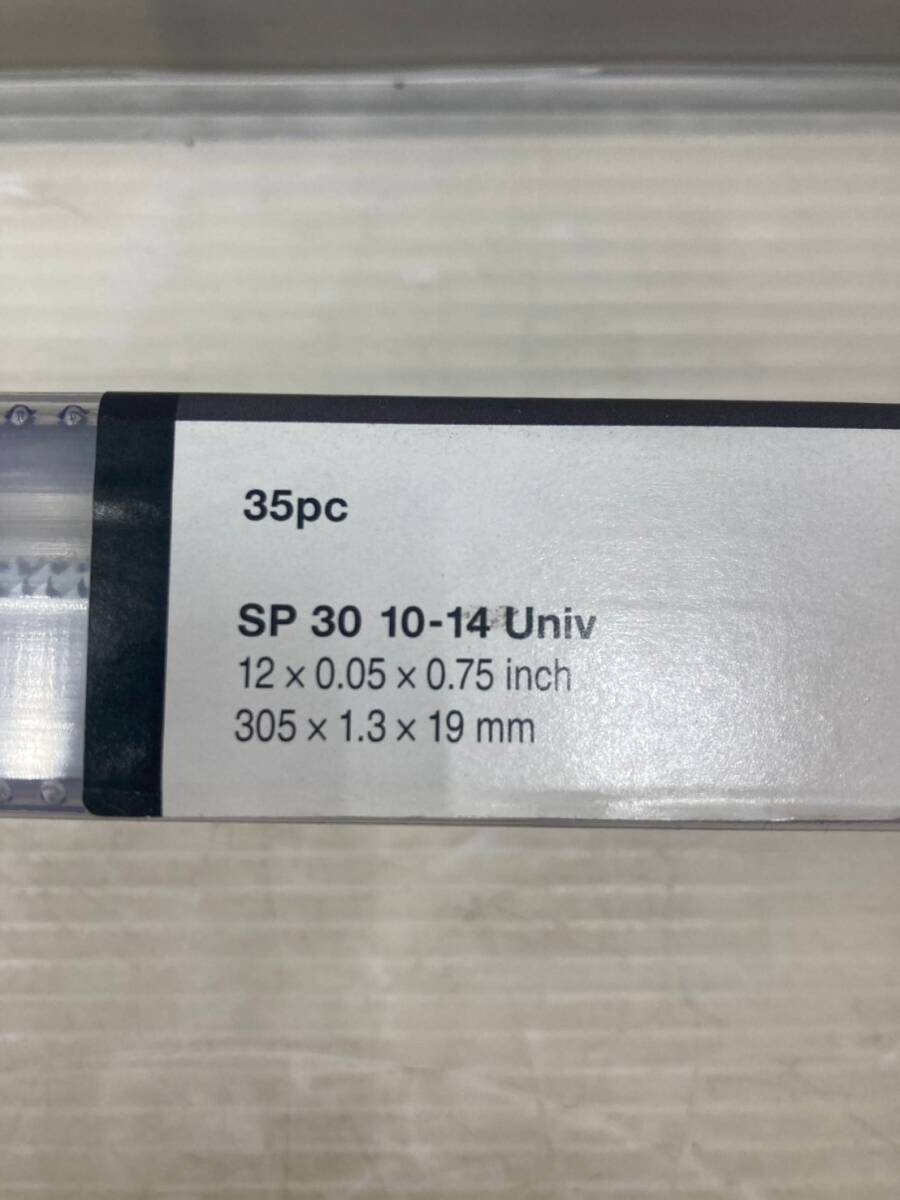 35pc
SP 30 10-14 Univ
12 × 0.05 × 0.75 inch
305 × 1.3 × 19 mm